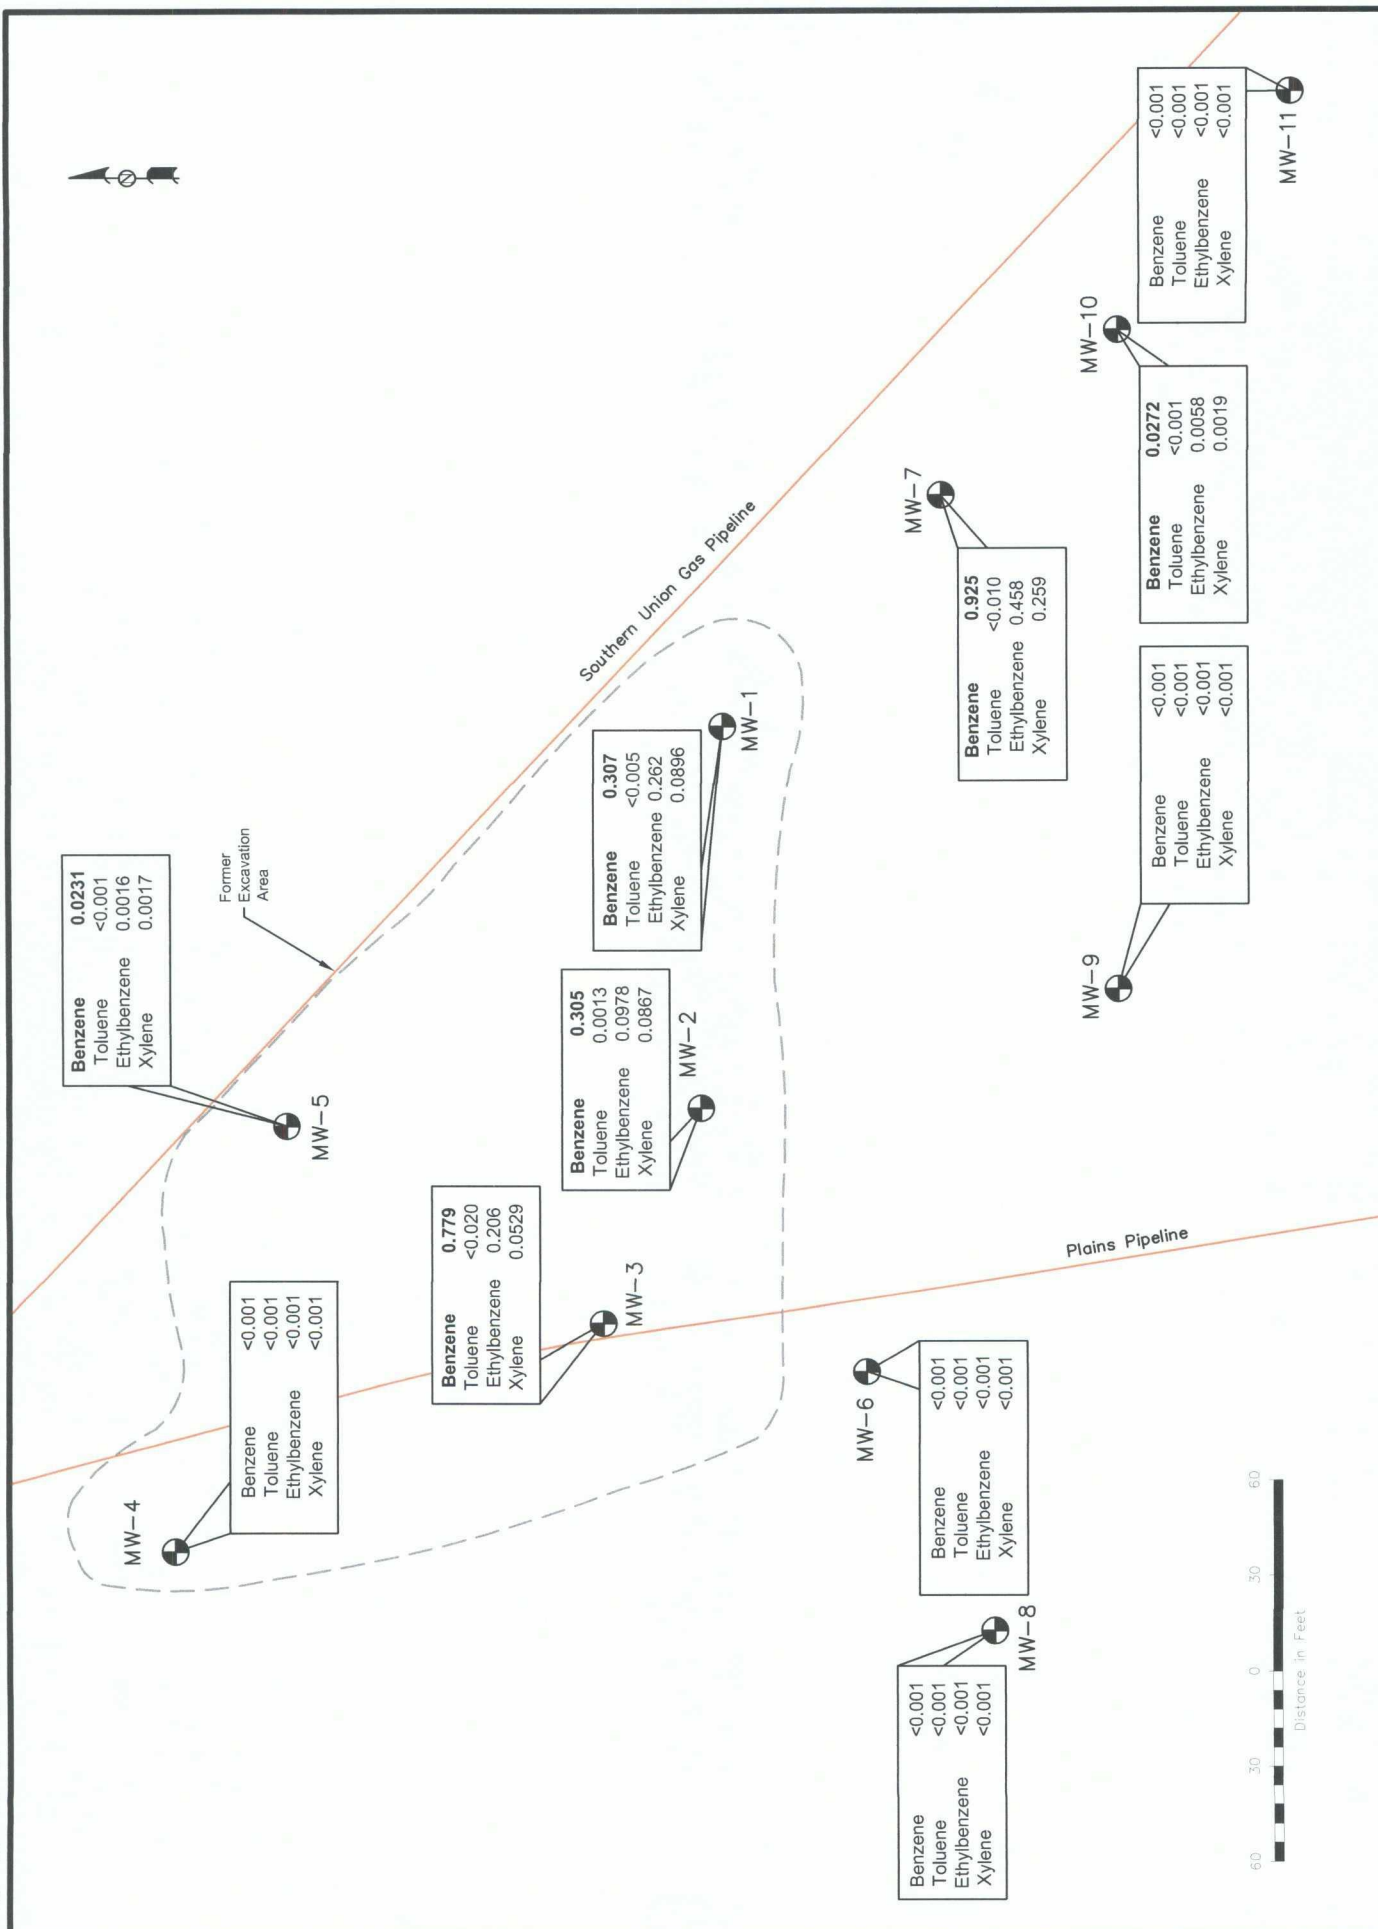 N
MW-4
Benzene <0.001
Toluene <0.001
Ethylbenzene <0.001
Xylene <0.001
Benzene 0.0231
Toluene <0.001
Ethylbenzene 0.0016
Xylene 0.0017
MW-5
Former
Excavation
Area
Southern Union Gas Pipeline
Benzene 0.779
Toluene <0.020
Ethylbenzene 0.206
Xylene 0.0529
MW-3
Benzene 0.305
Toluene 0.0013
Ethylbenzene 0.0978
Xylene 0.0867
MW-2
Benzene 0.307
Toluene <0.005
Ethylbenzene 0.262
Xylene 0.0896
MW-1
MW-6
Benzene <0.001
Toluene <0.001
Ethylbenzene <0.001
Xylene <0.001
Benzene <0.001
Toluene <0.001
Ethylbenzene <0.001
Xylene <0.001
MW-8
Plains Pipeline
MW-7
Benzene 0.925
Toluene <0.010
Ethylbenzene 0.458
Xylene 0.259
MW-9
Benzene <0.001
Toluene <0.001
Ethylbenzene <0.001
Xylene <0.001
MW-10
Benzene 0.0272
Toluene <0.001
Ethylbenzene 0.0058
Xylene 0.0019
Benzene <0.001
Toluene <0.001
Ethylbenzene <0.001
Xylene <0.001
MW-11
60 30 0 30 60
Distance in Feet